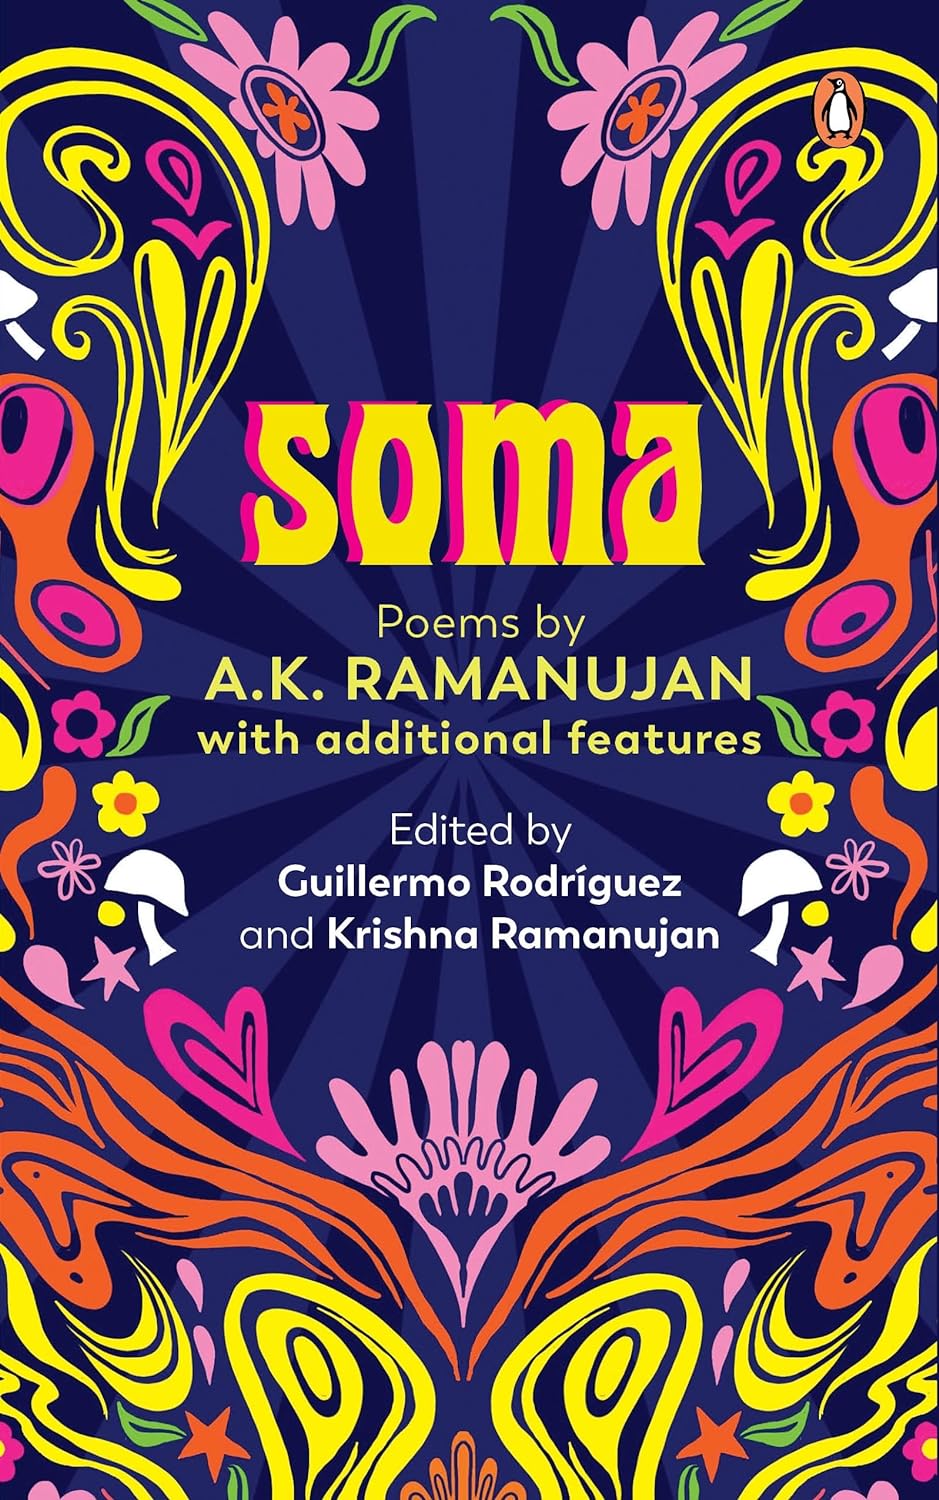 SOMA
Poems by
A.K. RAMANUJAN
with additional features
Edited by
Guillermo Rodríguez
and Krishna Ramanujan